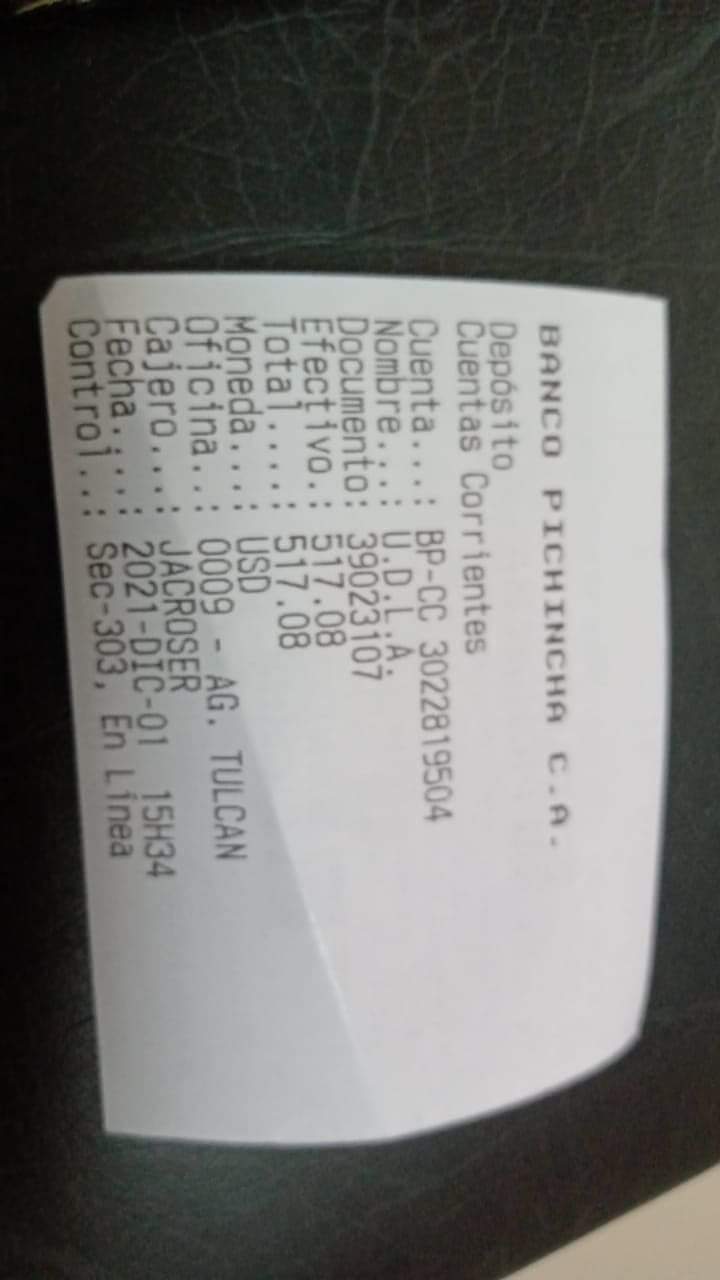 BANCO PICHINCHA C.A.
Depósito
Cuentas Corrientes
Cuenta...: BP-CC 3022819504
Nombre...: U.D.L.A.
Documento: 39023107
Efectivo.: 517.08
Total....: 517.08
Moneda...: USD
Oficina..: 0009 - AG. TULCAN
Cajero...: JACROSER
Fecha....: 2021-DIC-01 15H34
Control..: Sec-303, En Línea